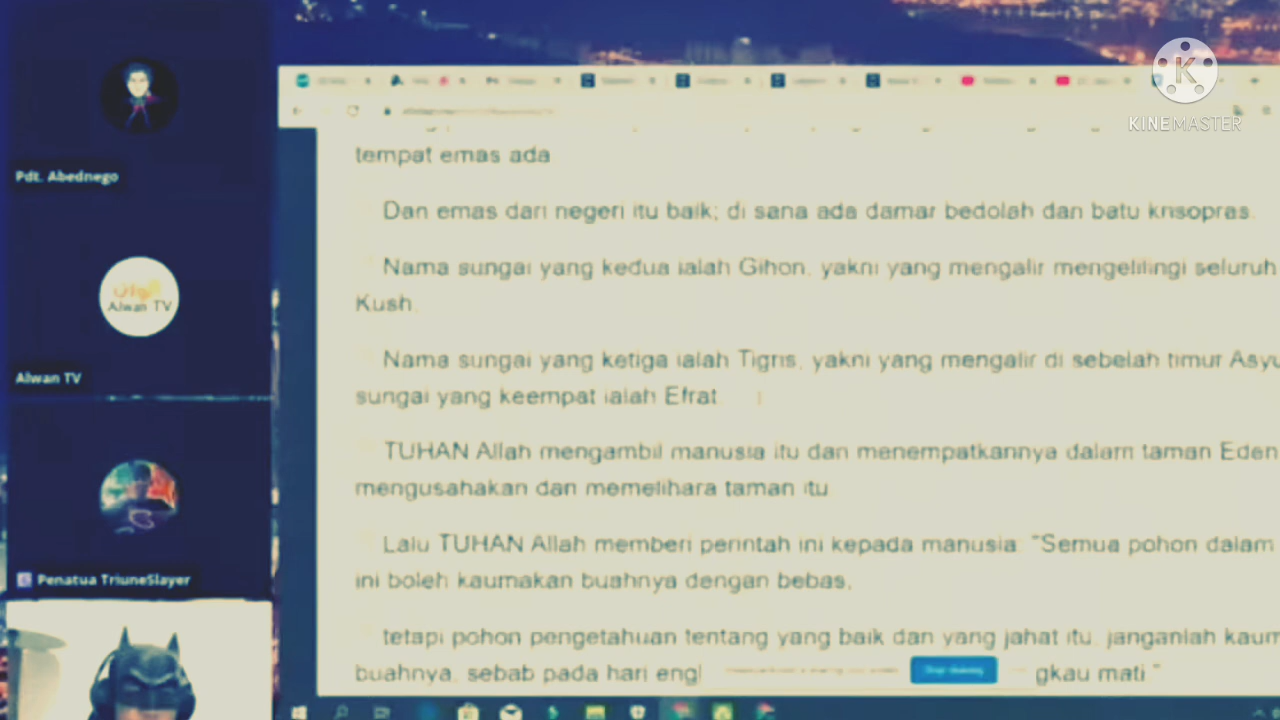 KINEMASTER
K
Pdt. Abednego
Alwan TV
Alwan TV
Penatua TriuneSlayer
tempat emas ada
Dan emas dari negeri itu baik; di sana ada damar bedolah dan batu krisopras.
Nama sungai yang kedua ialah Gihon, yakni yang mengalir mengelilingi seluruh
Kush.
Nama sungai yang ketiga ialah Tigris, yakni yang mengalir di sebelah timur Asyu
sungai yang keempat ialah Efrat
TUHAN Allah mengambil manusia itu dan menempatkannya dalam taman Eden
mengusahakan dan memelihara taman itu
Lalu TUHAN Allah memberi perintah ini kepada manusia: "Semua pohon dalam
ini boleh kaumakan buahnya dengan bebas,
tetapi pohon pengetahuan tentang yang baik dan yang jahat itu, janganlah kaum
buahnya, sebab pada hari engl gkau mati."
Stop sharing